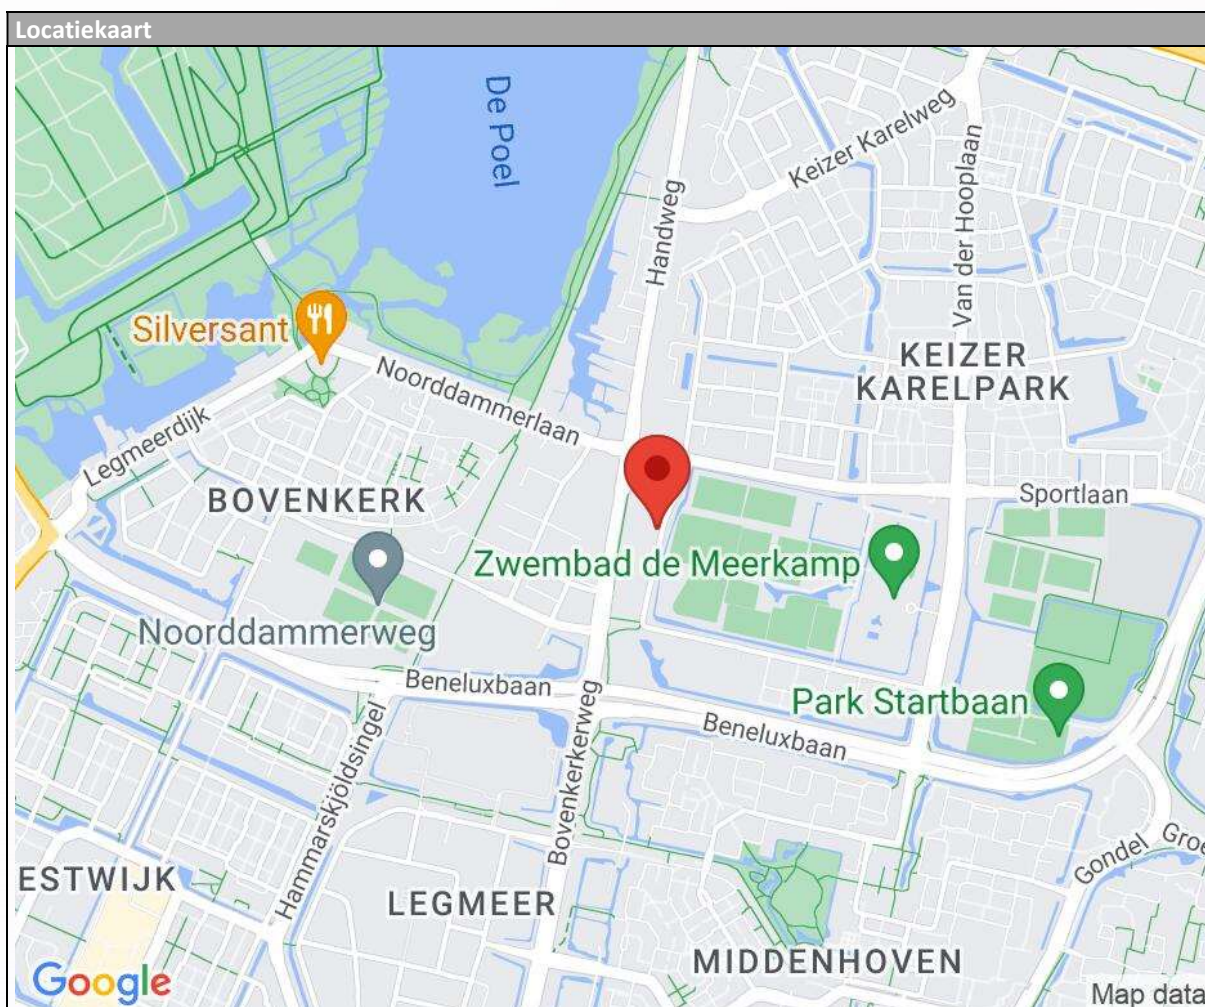 Locatiekaart
De Poel
Keizer Karelweg
Handweg
Van der Hooplaan
Silversant
Noorddammerlaan
KEIZER
KARELPARK
Legmeerdijk
BOVENKERK
Sportlaan
Zwembad de Meerkamp
Noorddammerweg
Beneluxbaan
Park Startbaan
Beneluxbaan
Hammarskjöldsingel
Bovenkerkerweg
Gondel
Groe
ESTWIJK
LEGMEER
MIDDENHOVEN
Google
Map data